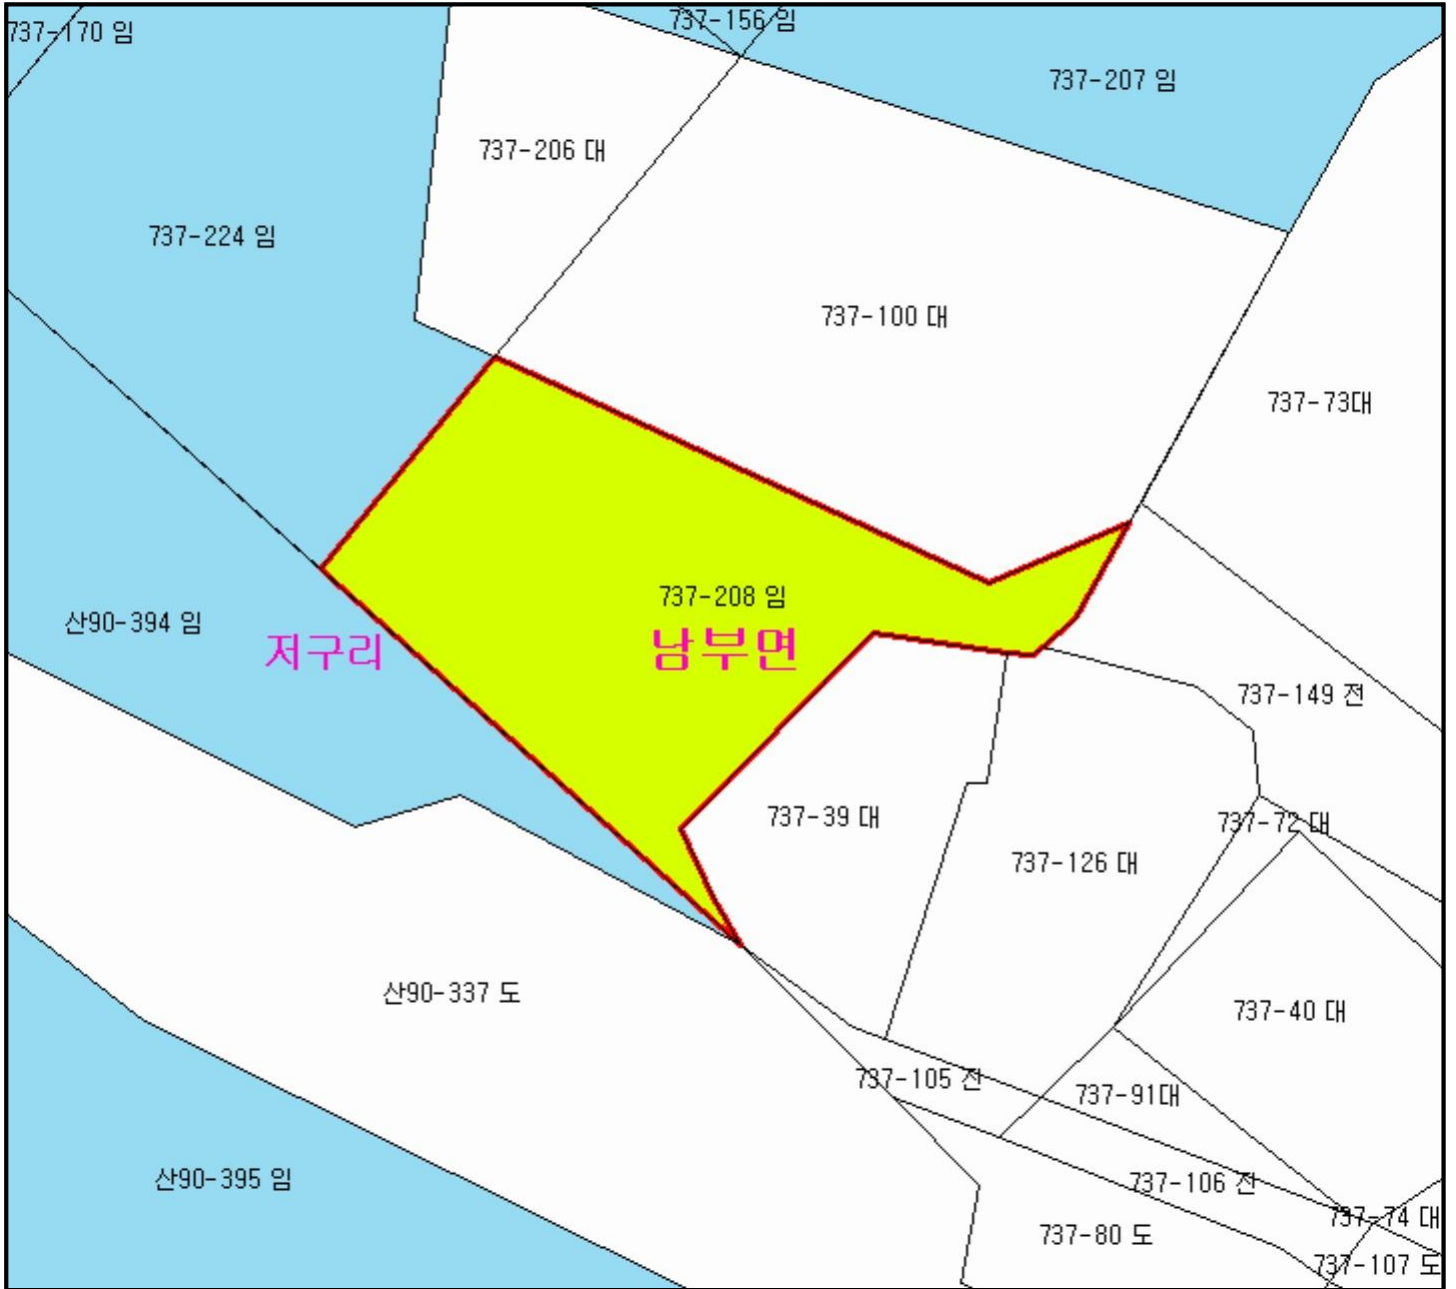 737-170 임
737-156 임
737-207 임
737-206 대
737-224 임
737-100 대
737-73대
737-208 임
산90-394 임
저구리
남부면
737-149 전
737-39 대
737-72 대
737-126 대
산90-337 도
737-40 대
737-105 전
737-91대
산90-395 임
737-106 전
737-74 대
737-80 도
737-107 도